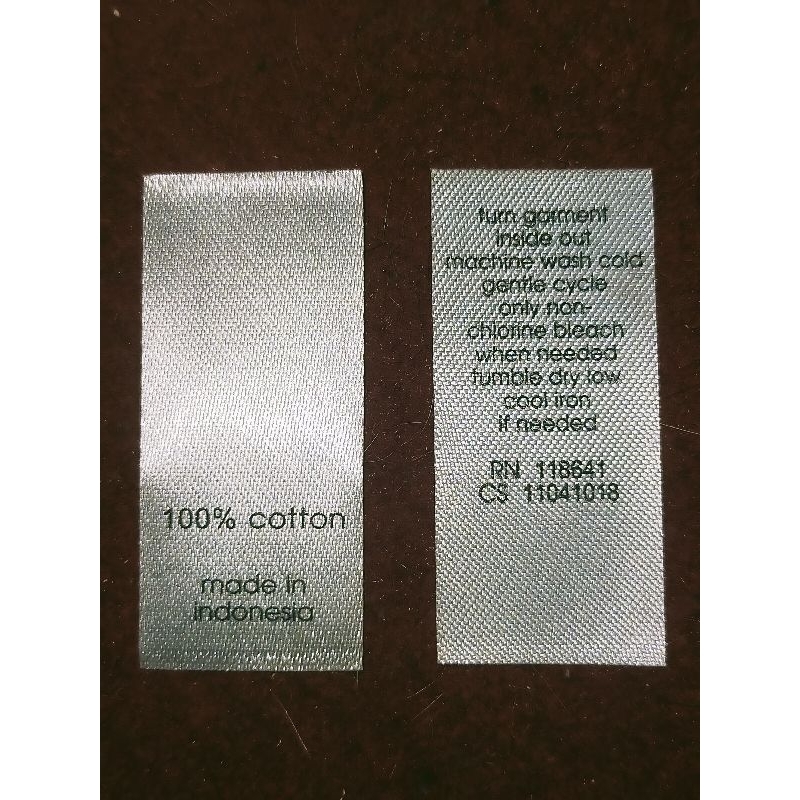 100% cotton
made in
indonesia
turn garment
inside out
machine wash cold
gentle cycle
only non-
chlorine bleach
when needed
tumble dry low
cool iron
if needed
RN 118641
CS 11041018